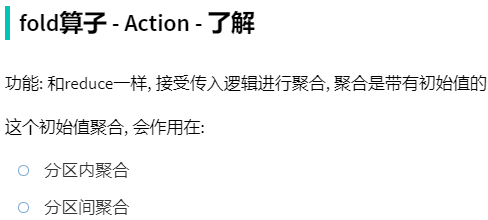 fold算子 - Action - 了解
功能: 和reduce一样, 接受传入逻辑进行聚合, 聚合是带有初始值的
这个初始值聚合, 会作用在:
分区内聚合
分区间聚合